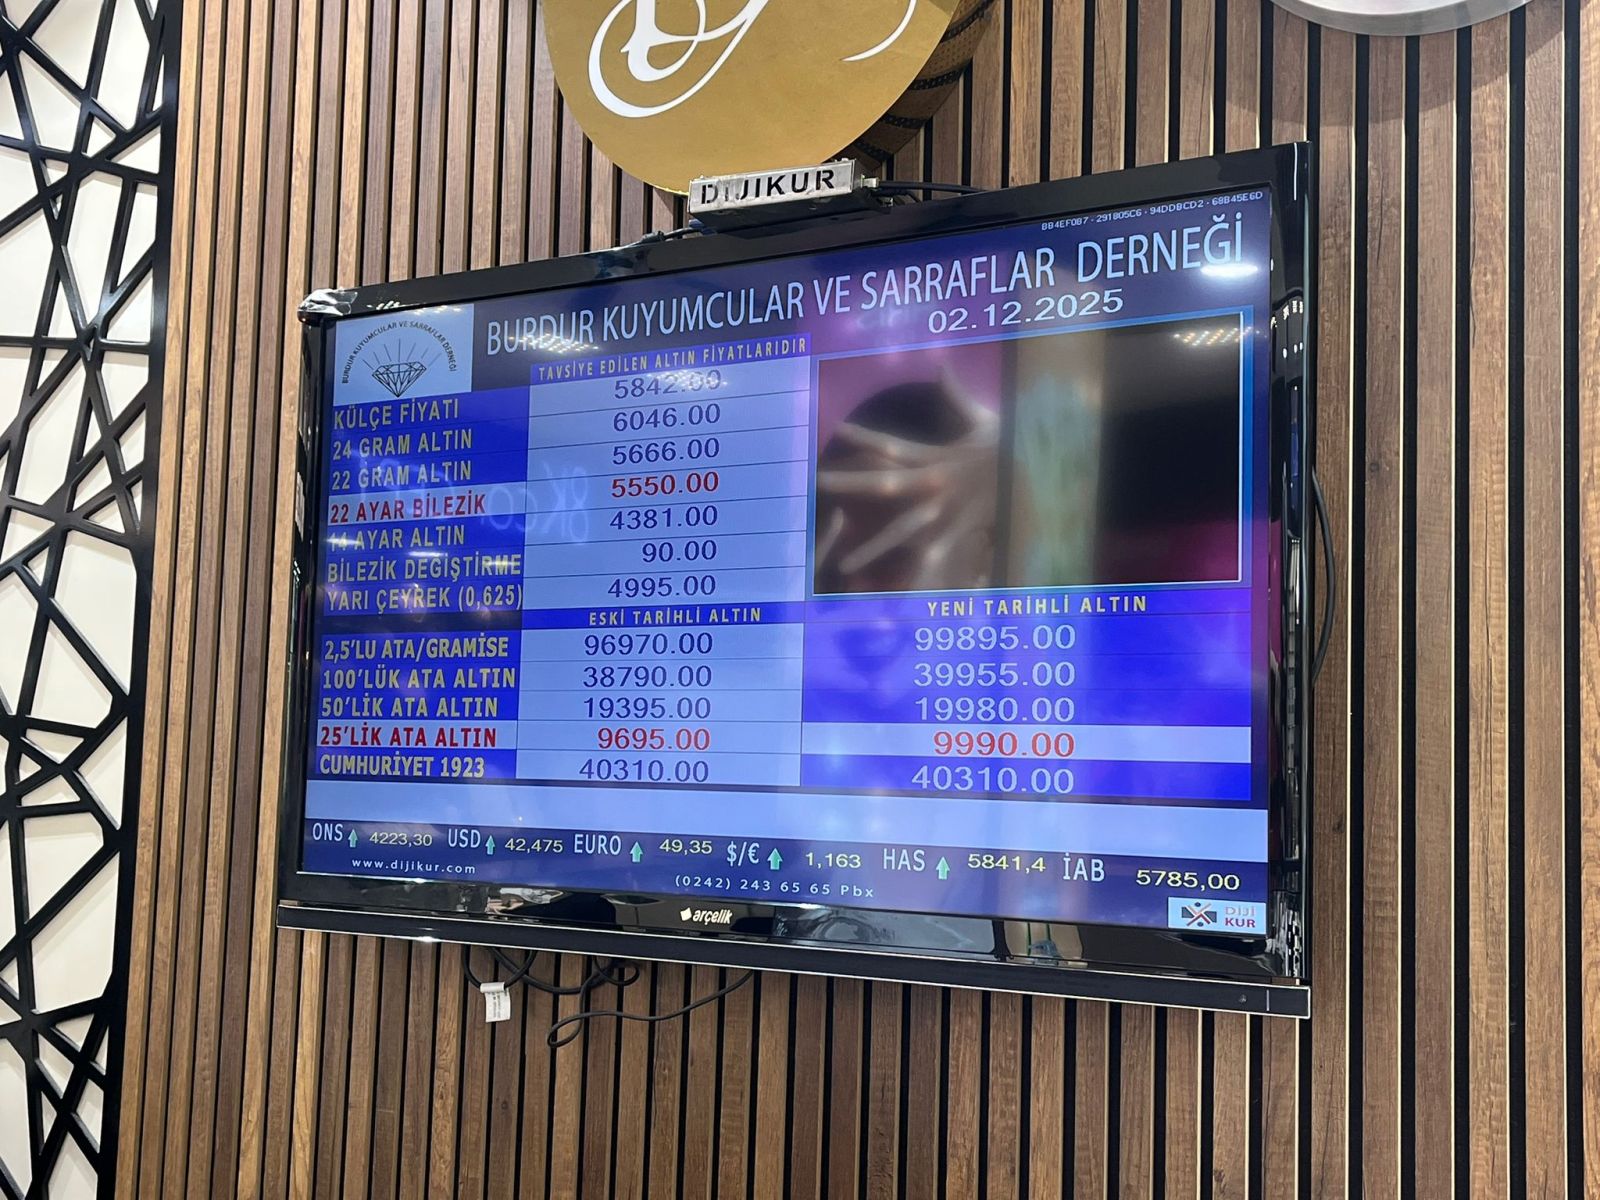 DIJIKUR
BB4EF0B7 - 291805C6 - 94DDBCD2 - 68B45E6D
BURDUR KUYUMCULAR VE SARRAFLAR DERNEĞİ
BURDUR KUYUMCULAR VE SARRAFLAR DERNEĞİ
02.12.2025
TAVSİYE EDİLEN ALTIN FİYATLARIDIR
KÜLÇE FİYATI 5842.00
24 GRAM ALTIN 6046.00
22 GRAM ALTIN 5666.00
22 AYAR BİLEZİK 5550.00
14 AYAR ALTIN 4381.00
BİLEZİK DEĞİŞTİRME 90.00
YARI ÇEYREK (0,625) 4995.00
ESKİ TARİHLİ ALTIN YENİ TARİHLİ ALTIN
2,5'LU ATA/GRAMİSE 96970.00 99895.00
100'LÜK ATA ALTIN 38790.00 39955.00
50'LİK ATA ALTIN 19395.00 19980.00
25'LİK ATA ALTIN 9695.00 9990.00
CUMHURİYET 1923 40310.00 40310.00
ONS 4223,30 USD 42,475 EURO 49,35 $/€ 1,163 HAS 5841,4 İAB 5785,00
www.dijikur.com (0242) 243 65 65 Pbx
DIJI
KUR
arçelik